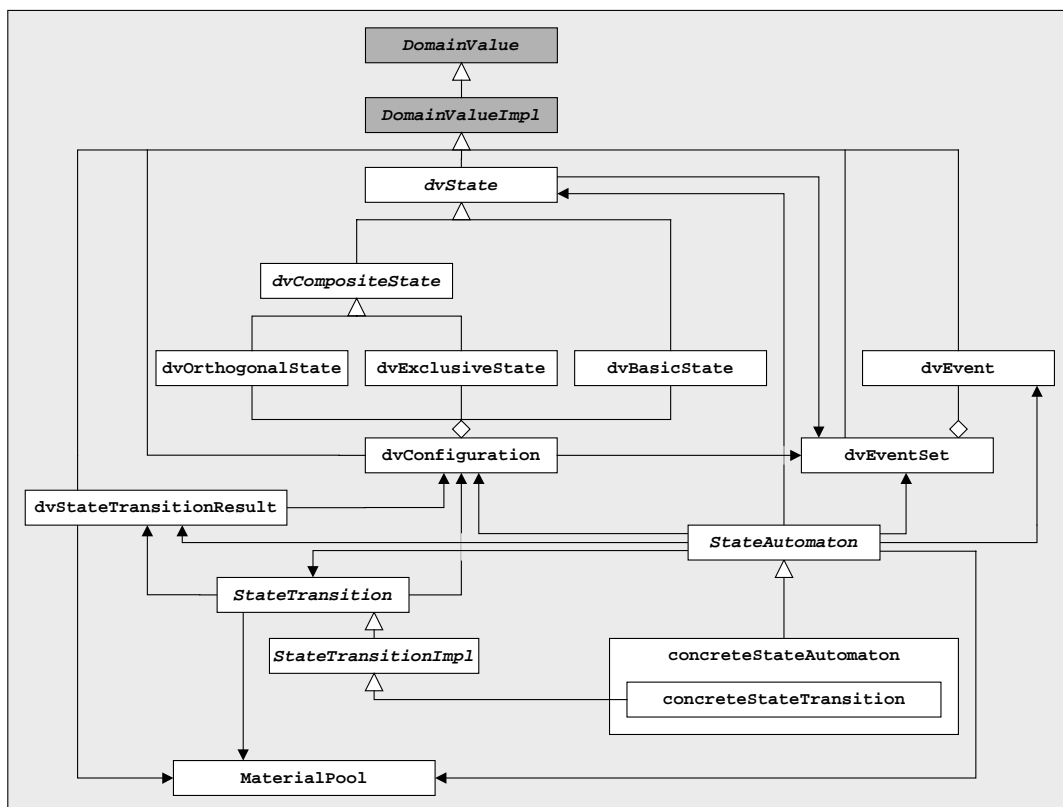 DomainValue
DomainValueImpl
dvState
dvCompositeState
dvOrthogonalState
dvExclusiveState
dvBasicState
dvEvent
dvConfiguration
dvEventSet
dvStateTransitionResult
StateAutomaton
StateTransition
StateTransitionImpl
concreteStateAutomaton
concreteStateTransition
MaterialPool